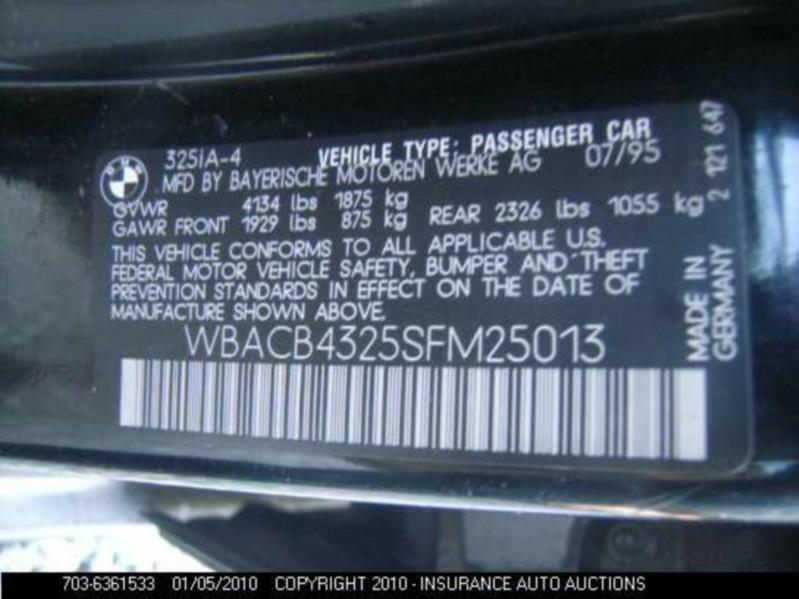 BMW
325IA-4 VEHICLE TYPE: PASSENGER CAR
MFD BY BAYERISCHE MOTOREN WERKE AG 07/95
GVWR 4134 lbs 1875 kg
GAWR FRONT 1929 lbs 875 kg REAR 2326 lbs 1055 kg
THIS VEHICLE CONFORMS TO ALL APPLICABLE U.S.
FEDERAL MOTOR VEHICLE SAFETY, BUMPER AND THEFT
PREVENTION STANDARDS IN EFFECT ON THE DATE OF
MANUFACTURE SHOWN ABOVE.
WBACB4325SFM25013
MADE IN
GERMANY
2 121 647
703-6361533 01/05/2010 COPYRIGHT 2010 - INSURANCE AUTO AUCTIONS